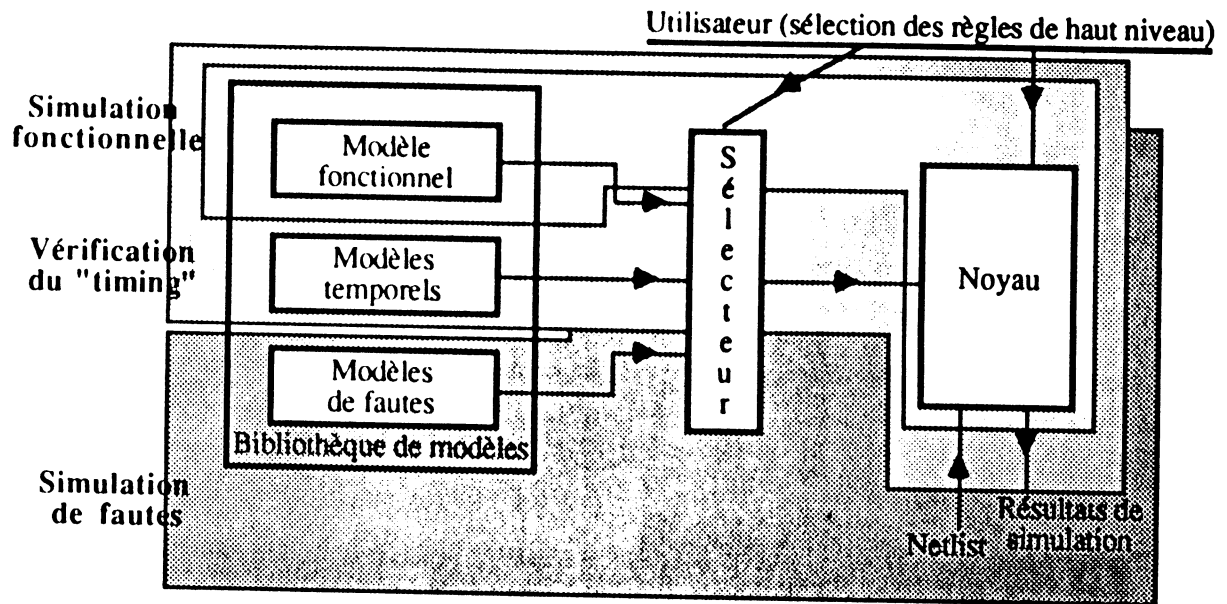 Utilisateur (sélection des règles de haut niveau)
Simulation
fonctionnelle
Modèle
fonctionnel
Sélecteur
Vérification
du "timing"
Modèles
temporels
Noyau
Modèles
de fautes
Bibliothèque de modèles
Simulation
de fautes
Netlist
Résultats de
simulation